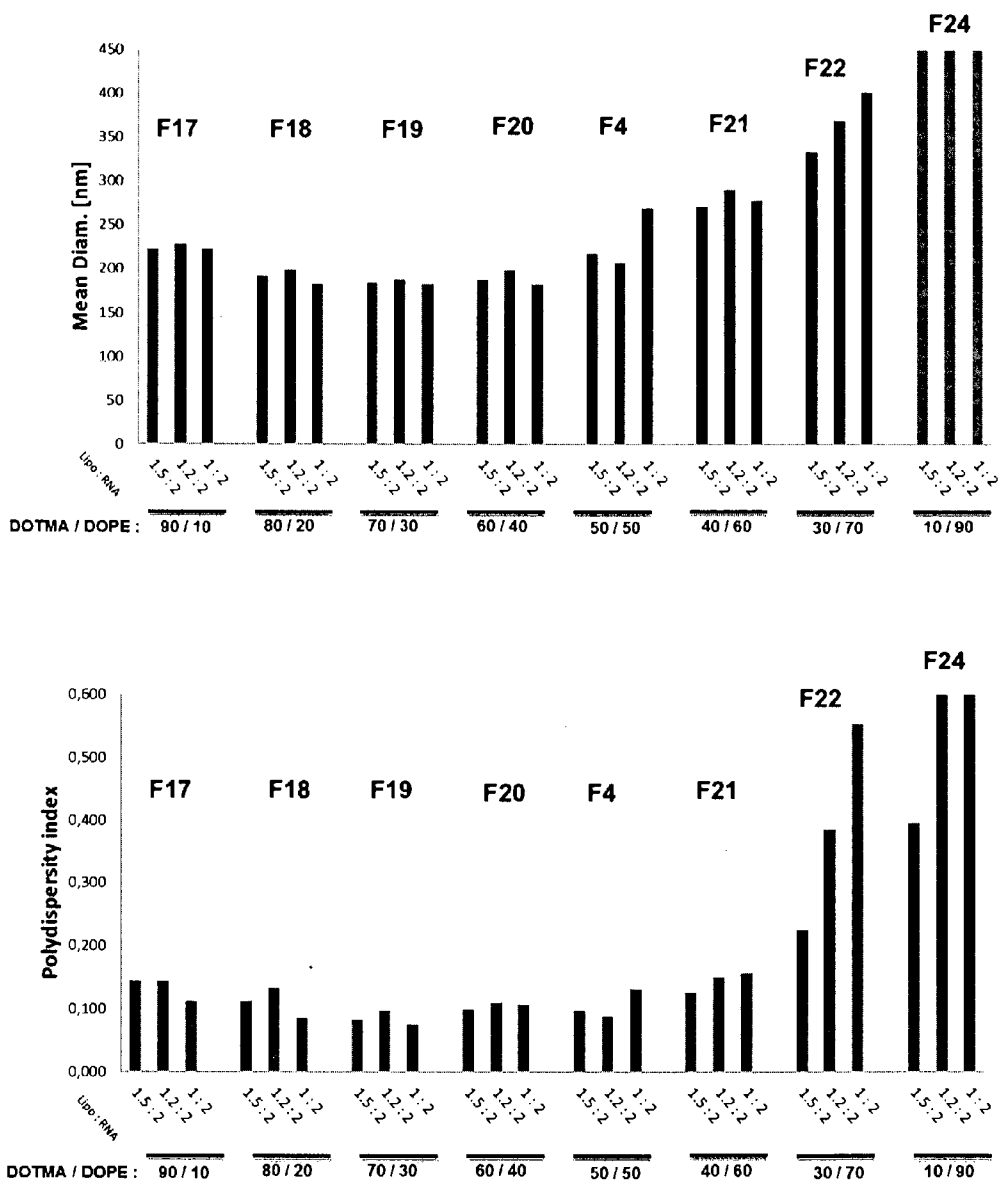 F24
450
F22
400
F17 F18 F19 F20 F4 F21
350
300
250
200
150
100
50
0
Mean Diam. [nm]
Lipo : RNA 1.5 : 2 1.2 : 2 1 : 2 1.5 : 2 1.2 : 2 1 : 2 1.5 : 2 1.2 : 2 1 : 2 1.5 : 2 1.2 : 2 1 : 2 1.5 : 2 1.2 : 2 1 : 2 1.5 : 2 1.2 : 2 1 : 2 1.5 : 2 1.2 : 2 1 : 2 1.5 : 2 1.2 : 2 1 : 2
DOTMA / DOPE : 90 / 10 80 / 20 70 / 30 60 / 40 50 / 50 40 / 60 30 / 70 10 / 90
F24
0,600
F22
0,500
F17 F18 F19 F20 F4 F21
0,400
0,300
0,200
0,100
0,000
Polydispersity index
Lipo : RNA 1.5 : 2 1.2 : 2 1 : 2 1.5 : 2 1.2 : 2 1 : 2 1.5 : 2 1.2 : 2 1 : 2 1.5 : 2 1.2 : 2 1 : 2 1.5 : 2 1.2 : 2 1 : 2 1.5 : 2 1.2 : 2 1 : 2 1.5 : 2 1.2 : 2 1 : 2 1.5 : 2 1.2 : 2 1 : 2
DOTMA / DOPE : 90 / 10 80 / 20 70 / 30 60 / 40 50 / 50 40 / 60 30 / 70 10 / 90